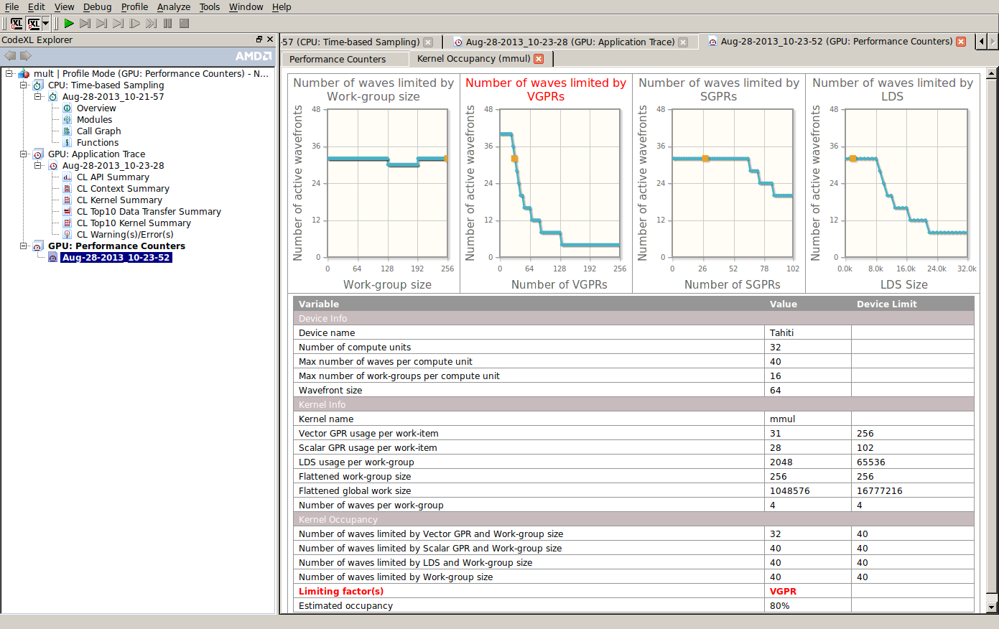 File Edit View Debug Profile Analyze Tools Window Help
CodeXL Explorer
AMD
mult | Profile Mode (GPU: Performance Counters) - N...
CPU: Time-based Sampling
Aug-28-2013_10-21-57
Overview
Modules
Call Graph
Functions
GPU: Application Trace
Aug-28-2013_10-23-28
CL API Summary
CL Context Summary
CL Kernel Summary
CL Top10 Data Transfer Summary
CL Top10 Kernel Summary
CL Warning(s)/Error(s)
GPU: Performance Counters
Aug-28-2013_10-23-52
-57 (CPU: Time-based Sampling) Aug-28-2013_10-23-28 (GPU: Application Trace) Aug-28-2013_10-23-52 (GPU: Performance Counters)
Performance Counters Kernel Occupancy (mmul)
Number of waves limited by
Work-group size
Number of active wavefronts
48
36
24
12
0
0 64 128 192 256
Work-group size
Number of waves limited by
VGPRs
Number of active wavefronts
48
36
24
12
0
0 64 128 192 256
Number of VGPRs
Number of waves limited by
SGPRs
Number of active wavefronts
48
36
24
12
0
0 26 52 78 102
Number of SGPRs
Number of waves limited by
LDS
Number of active wavefronts
48
36
24
12
0
0.0k 8.0k 16.0k 24.0k 32.0k
LDS Size
Variable Value Device Limit
Device Info
Device name Tahiti
Number of compute units 32
Max number of waves per compute unit 40
Max number of work-groups per compute unit 16
Wavefront size 64
Kernel Info
Kernel name mmul
Vector GPR usage per work-item 31 256
Scalar GPR usage per work-item 28 102
LDS usage per work-group 2048 65536
Flattened work-group size 256 256
Flattened global work size 1048576 16777216
Number of waves per work-group 4 4
Kernel Occupancy
Number of waves limited by Vector GPR and Work-group size 32 40
Number of waves limited by Scalar GPR and Work-group size 40 40
Number of waves limited by LDS and Work-group size 40 40
Number of waves limited by Work-group size 40 40
Limiting factor(s) VGPR
Estimated occupancy 80%